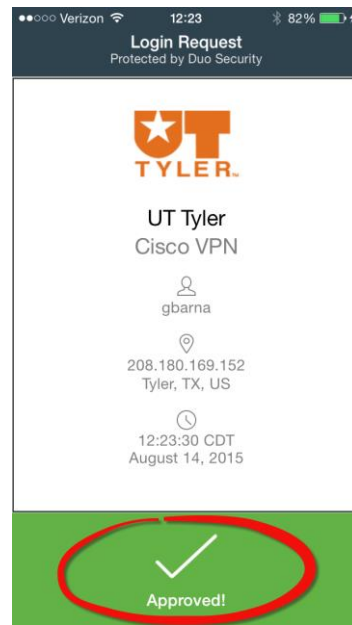 Verizon 12:23 82%
Login Request
Protected by Duo Security
UT
TYLER™
UT Tyler
Cisco VPN
gbarna
208.180.169.152
Tyler, TX, US
12:23:30 CDT
August 14, 2015
Approved!